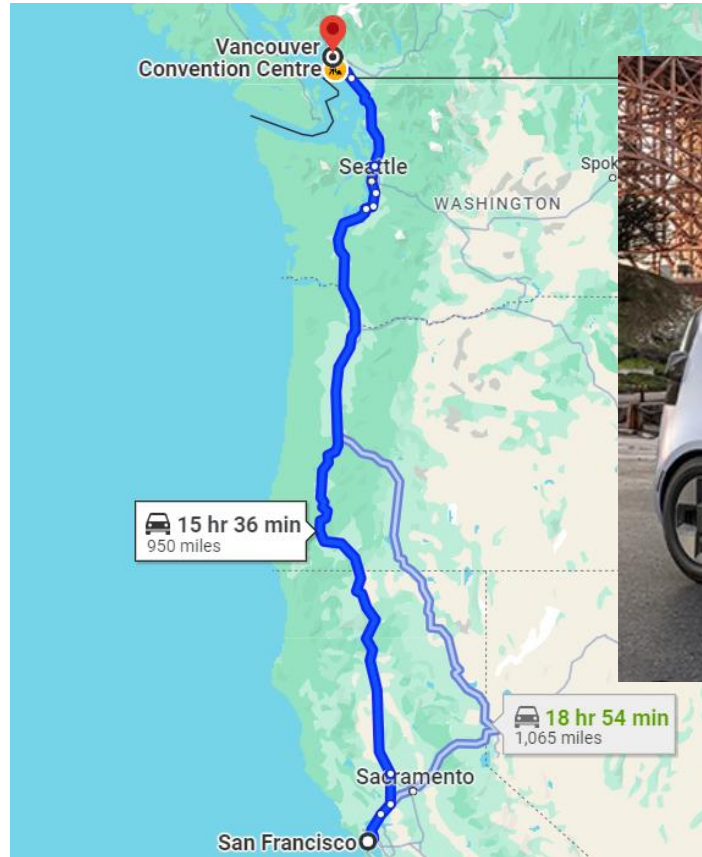 Vancouver
Convention Centre
Seattle
Spok
WASHINGTON
15 hr 36 min
950 miles
18 hr 54 min
1,065 miles
Sacramento
San Francisco